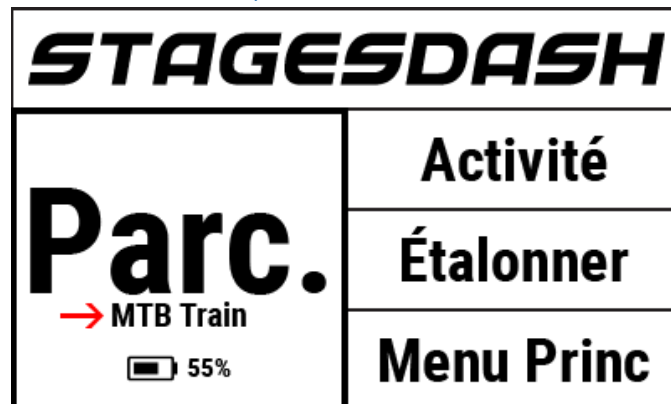 STAGESDASH
Parc.
MTB Train
55%
Activité
Étalonner
Menu Princ